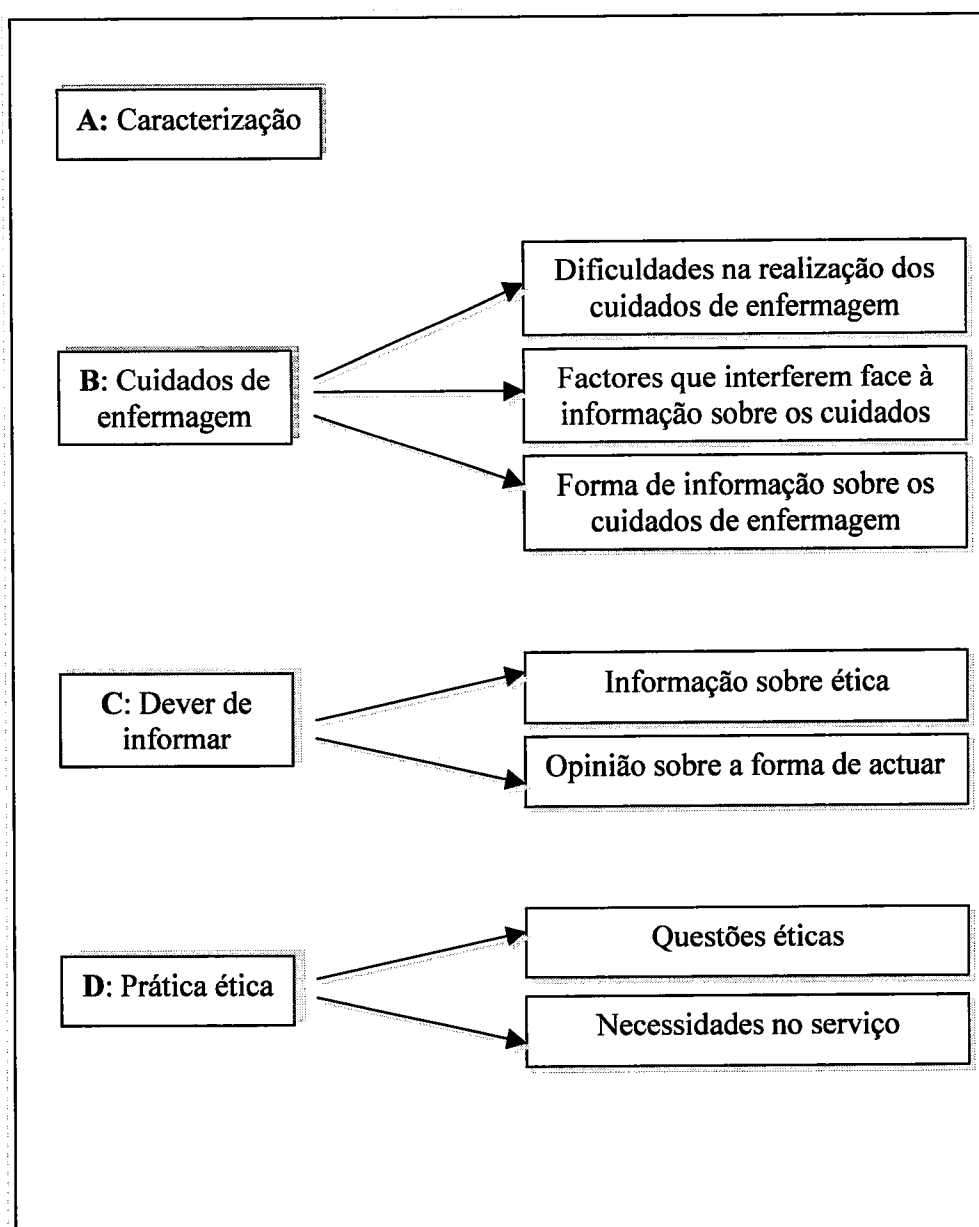 A: Caracterização
B: Cuidados de
enfermagem
Dificuldades na realização dos
cuidados de enfermagem
Factores que interferem face à
informação sobre os cuidados
Forma de informação sobre os
cuidados de enfermagem
C: Dever de
informar
Informação sobre ética
Opinião sobre a forma de actuar
D: Prática ética
Questões éticas
Necessidades no serviço